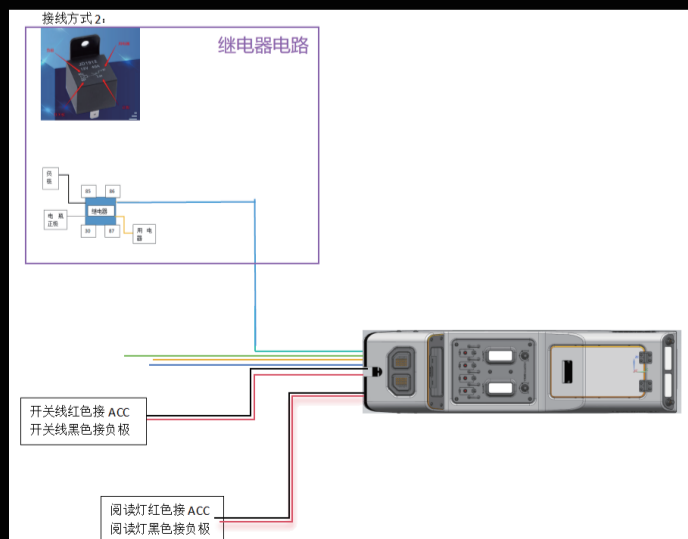 接线方式 2:
继电器电路
负极
85
86
继电器
电瓶正极
30
87
用电器
开关线红色接 ACC
开关线黑色接负极
阅读灯红色接 ACC
阅读灯黑色接负极